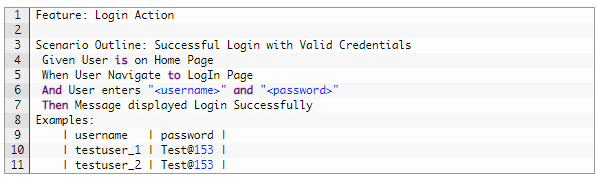 1 Feature: Login Action
2
3 Scenario Outline: Successful Login with Valid Credentials
4 Given User is on Home Page
5 When User Navigate to LogIn Page
6 And User enters "<username>" and "<password>"
7 Then Message displayed Login Successfully
8 Examples:
9 | username | password |
10 | testuser_1 | Test@153 |
11 | testuser_2 | Test@153 |